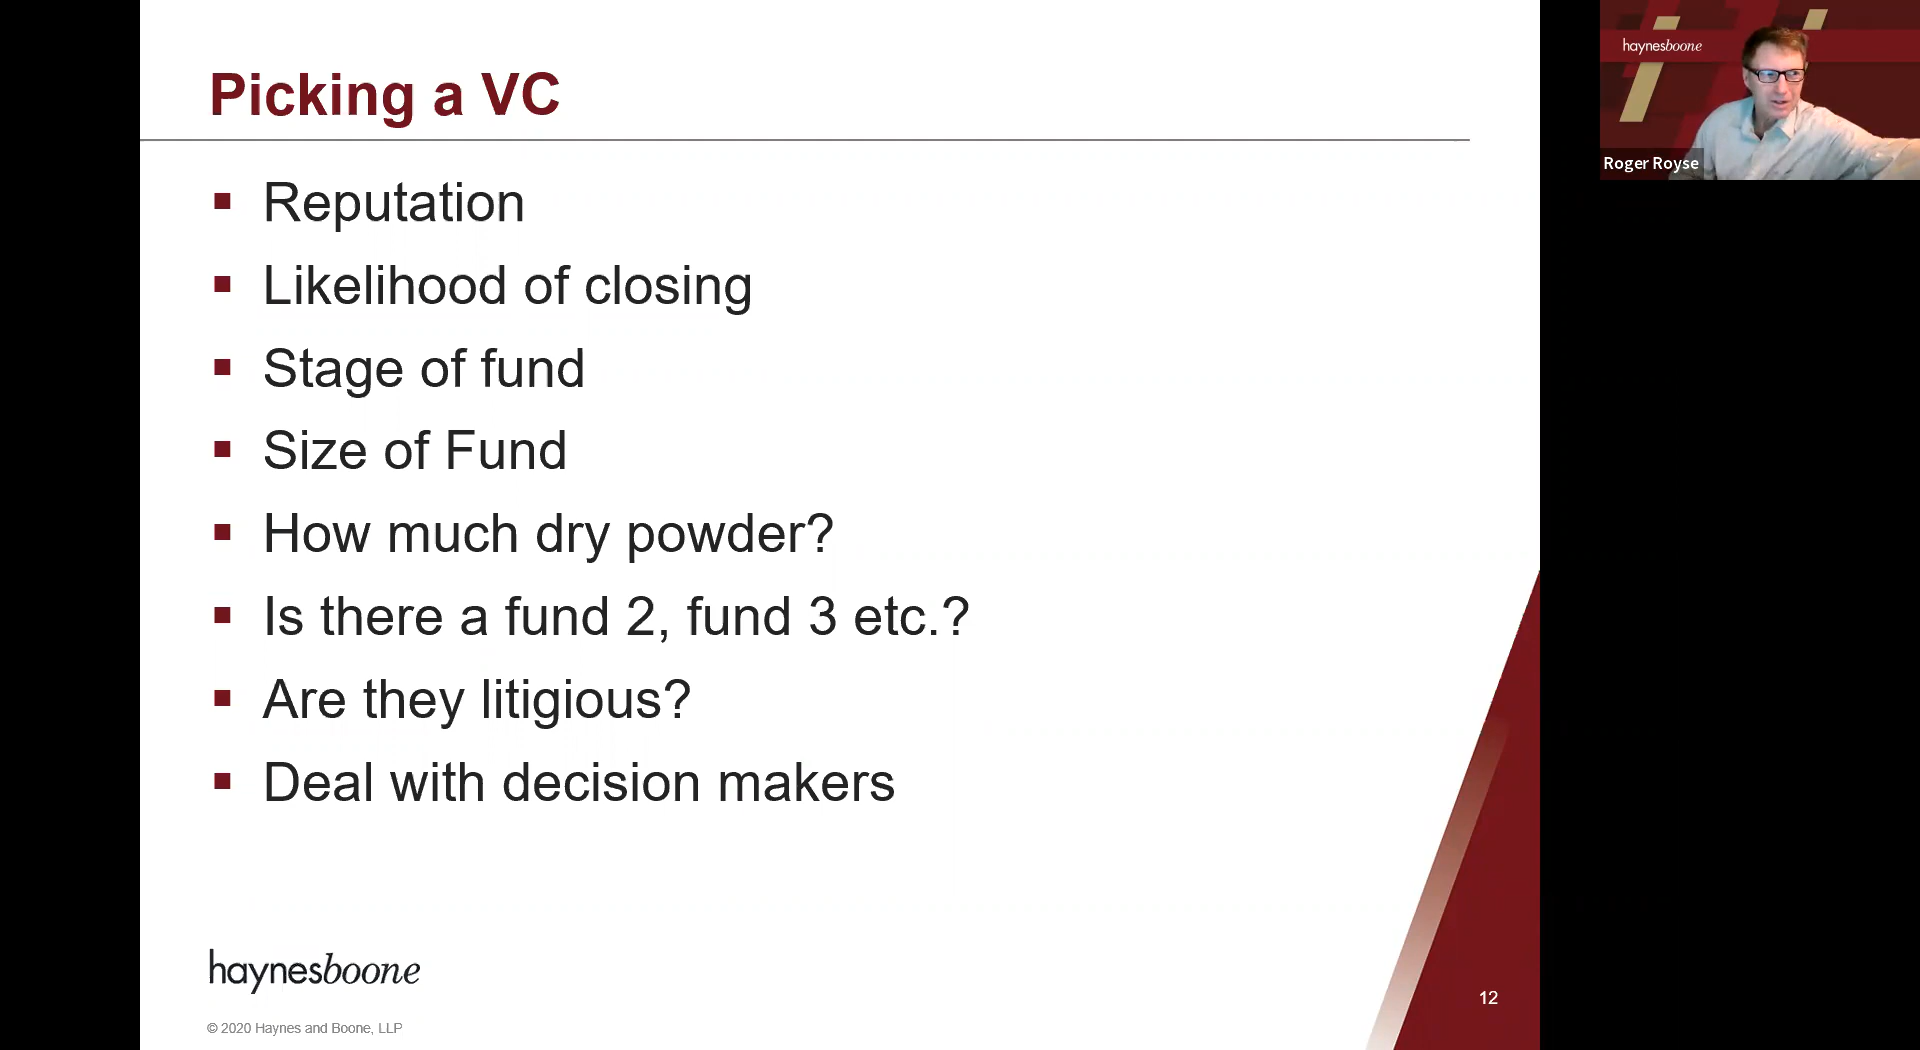 Picking a VC
Reputation
Likelihood of closing
Stage of fund
Size of Fund
How much dry powder?
Is there a fund 2, fund 3 etc.?
Are they litigious?
Deal with decision makers
haynesboone
© 2020 Haynes and Boone, LLP
12
haynesboone
Roger Royse